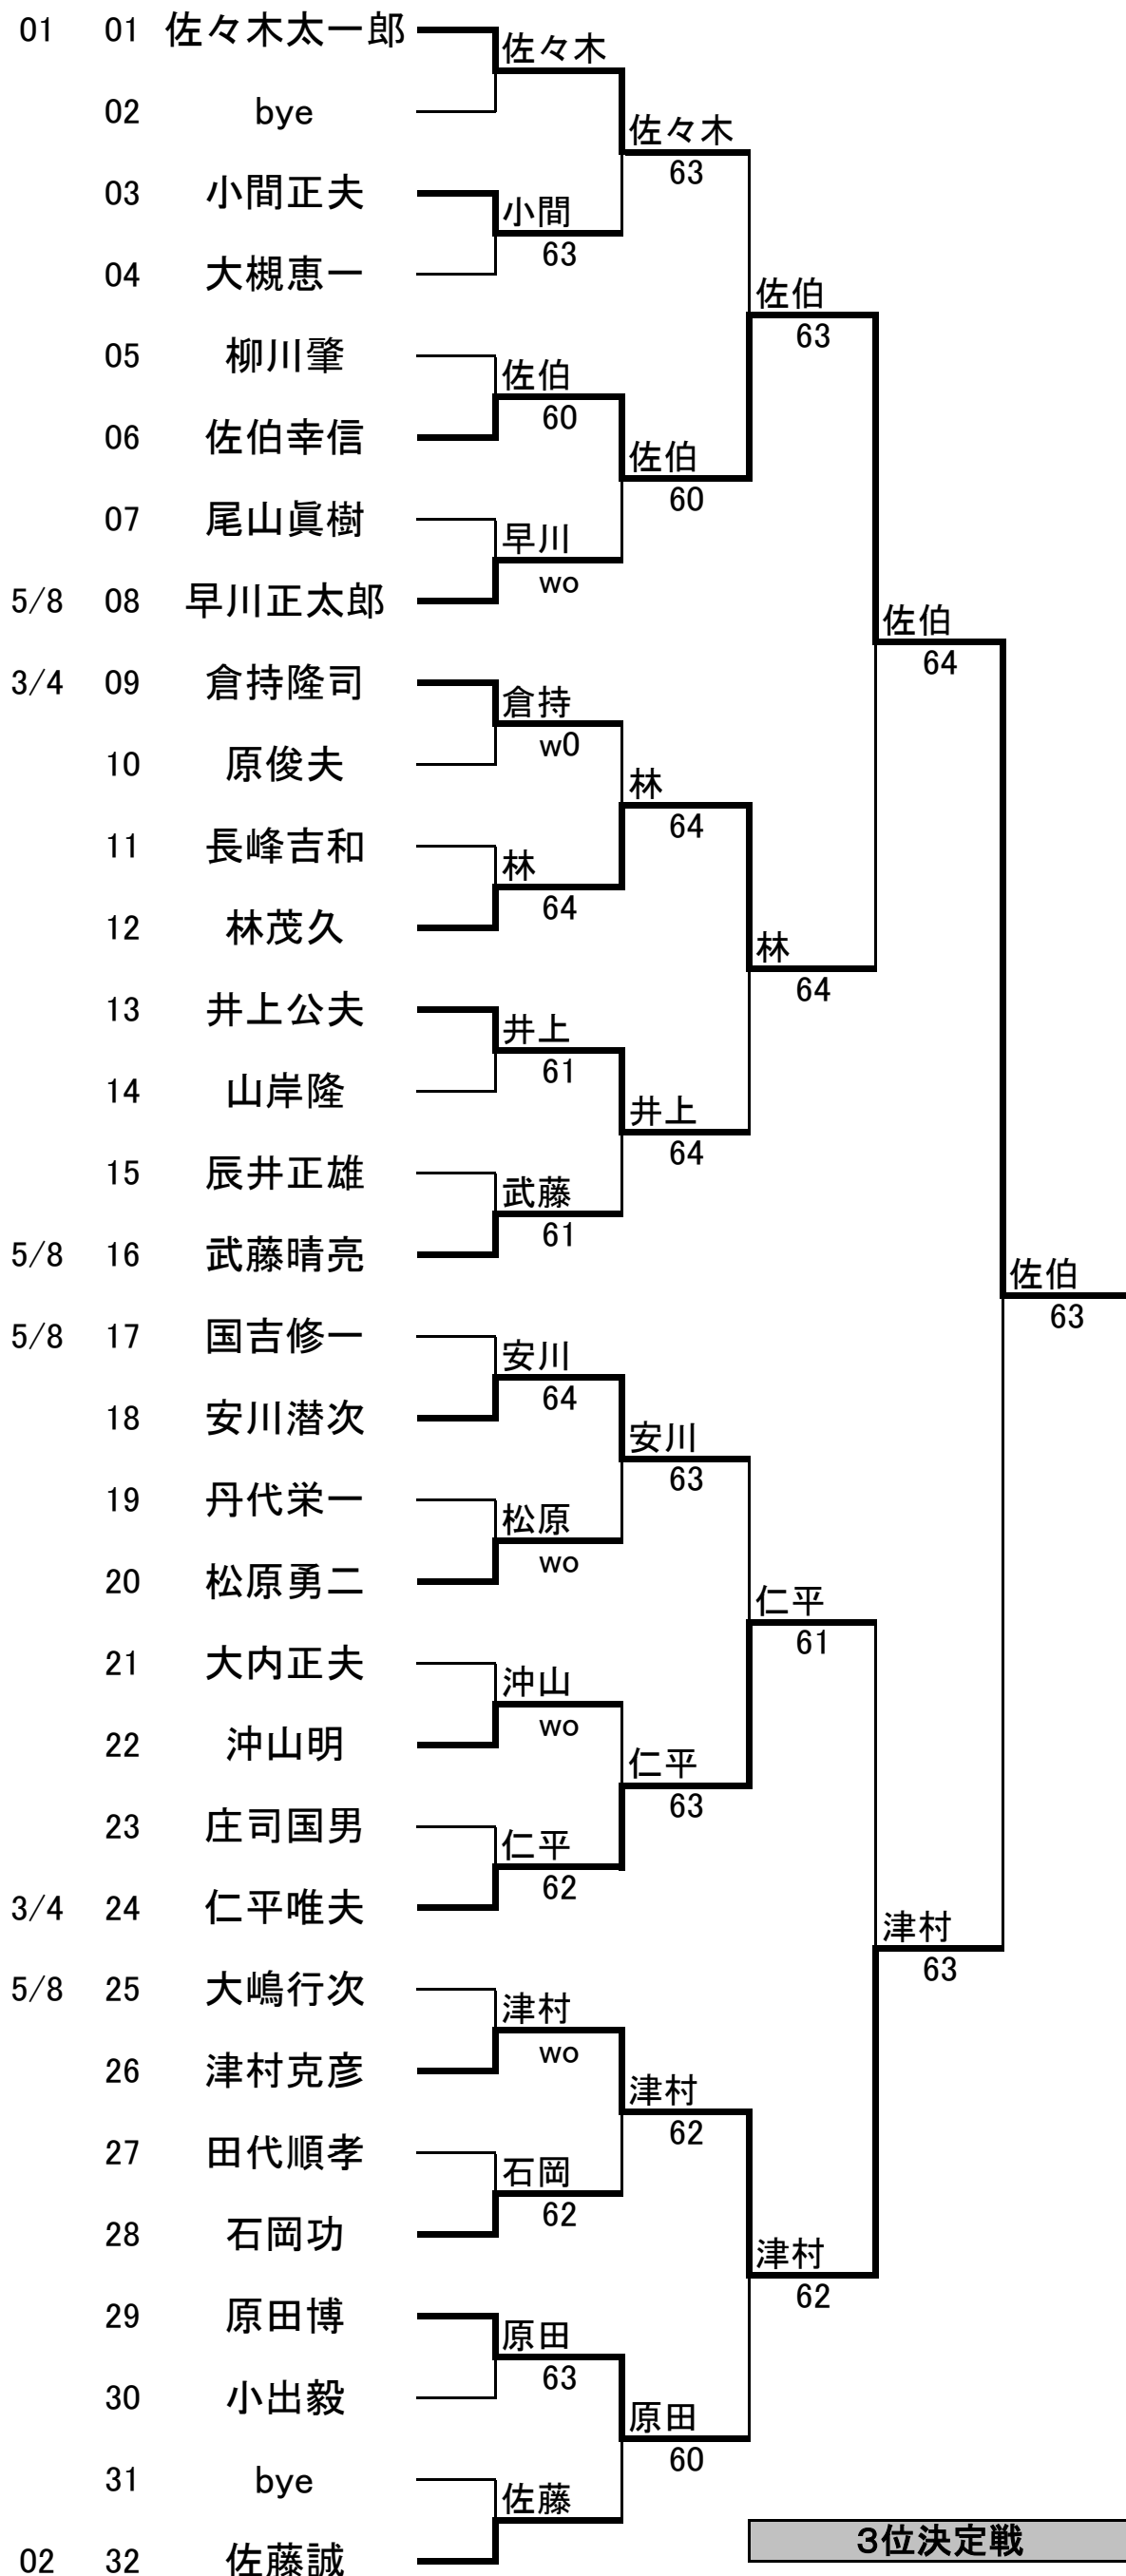 01 01 佐々木太一郎
佐々木
02 bye
佐々木
63
03 小間正夫
小間
63
04 大槻恵一
佐伯
63
05 柳川肇
佐伯
60
06 佐伯幸信
佐伯
60
07 尾山眞樹
早川
wo
5/8 08 早川正太郎
佐伯
64
3/4 09 倉持隆司
倉持
w0
10 原俊夫
林
64
11 長峰吉和
林
64
12 林茂久
林
64
13 井上公夫
井上
61
14 山岸隆
井上
64
15 辰井正雄
武藤
61
5/8 16 武藤晴亮
佐伯
63
5/8 17 国吉修一
安川
64
18 安川潜次
安川
63
19 丹代栄一
松原
wo
20 松原勇二
仁平
61
21 大内正夫
沖山
wo
22 沖山明
仁平
63
23 庄司国男
仁平
62
3/4 24 仁平唯夫
津村
63
5/8 25 大嶋行次
津村
wo
26 津村克彦
津村
62
27 田代順孝
石岡
62
28 石岡功
津村
62
29 原田博
原田
63
30 小出毅
原田
60
31 bye
佐藤
3位決定戦
02 32 佐藤誠